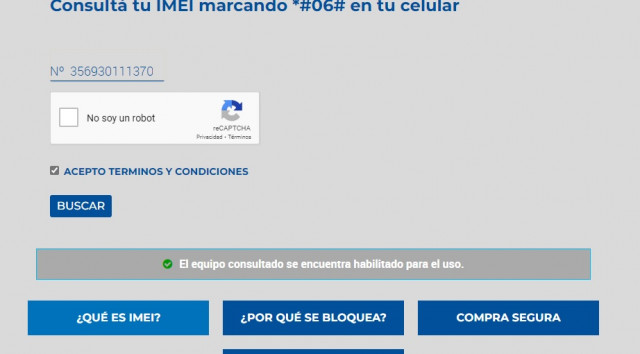 Consultá tu IMEI marcando *#06# en tu celular
Nº 356930111370
No soy un robot
reCAPTCHA
Privacidad - Términos
ACEPTO TERMINOS Y CONDICIONES
BUSCAR
El equipo consultado se encuentra habilitado para el uso.
¿QUÉ ES IMEI?
¿POR QUÉ SE BLOQUEA?
COMPRA SEGURA